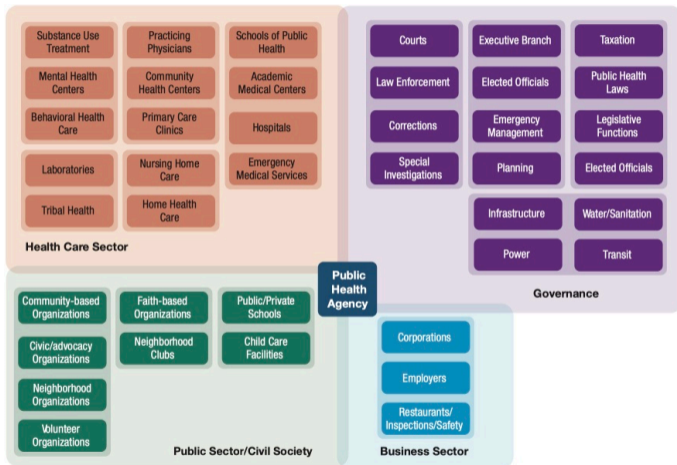 Substance Use
Treatment
Practicing
Physicians
Schools of Public
Health
Mental Health
Centers
Community
Health Centers
Academic
Medical Centers
Behavioral Health
Care
Primary Care
Clinics
Hospitals
Laboratories
Nursing Home
Care
Emergency
Medical Services
Tribal Health
Home Health
Care
Health Care Sector
Courts
Executive Branch
Taxation
Law Enforcement
Elected Officials
Public Health
Laws
Corrections
Emergency
Management
Legislative
Functions
Special
Investigations
Planning
Elected Officials
Infrastructure
Water/Sanitation
Power
Transit
Governance
Public
Health
Agency
Community-based
Organizations
Faith-based
Organizations
Public/Private
Schools
Civic/advocacy
Organizations
Neighborhood
Clubs
Child Care
Facilities
Neighborhood
Organizations
Volunteer
Organizations
Public Sector/Civil Society
Corporations
Employers
Restaurants/
Inspections/Safety
Business Sector